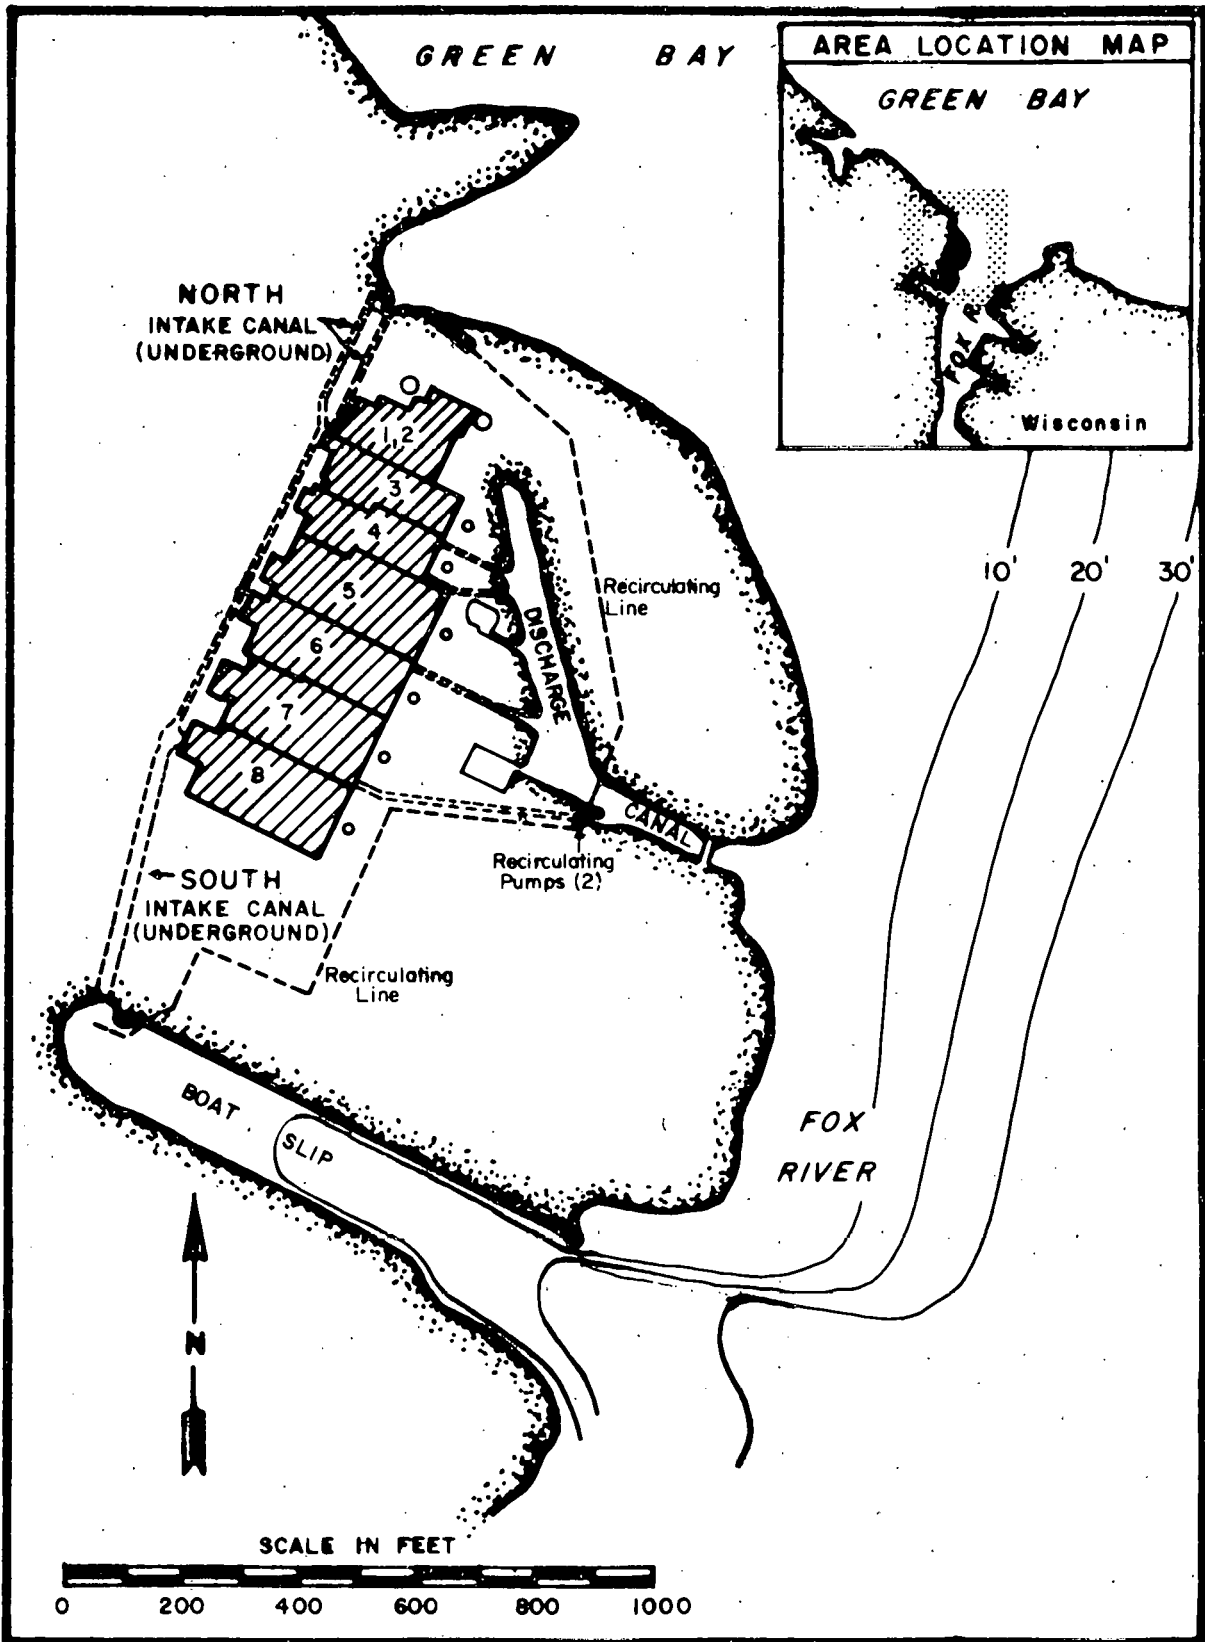 GREEN BAY
AREA LOCATION MAP
GREEN BAY
FOX R.
Wisconsin
NORTH
INTAKE CANAL
(UNDERGROUND)
1,2
3
4
5
6
7
8
10'
20'
30'
Recirculating
Line
DISCHARGE
CANAL
Recirculating
Pumps (2)
SOUTH
INTAKE CANAL
(UNDERGROUND)
Recirculating
Line
BOAT
SLIP
FOX
RIVER
N
SCALE IN FEET
0 200 400 600 800 1000